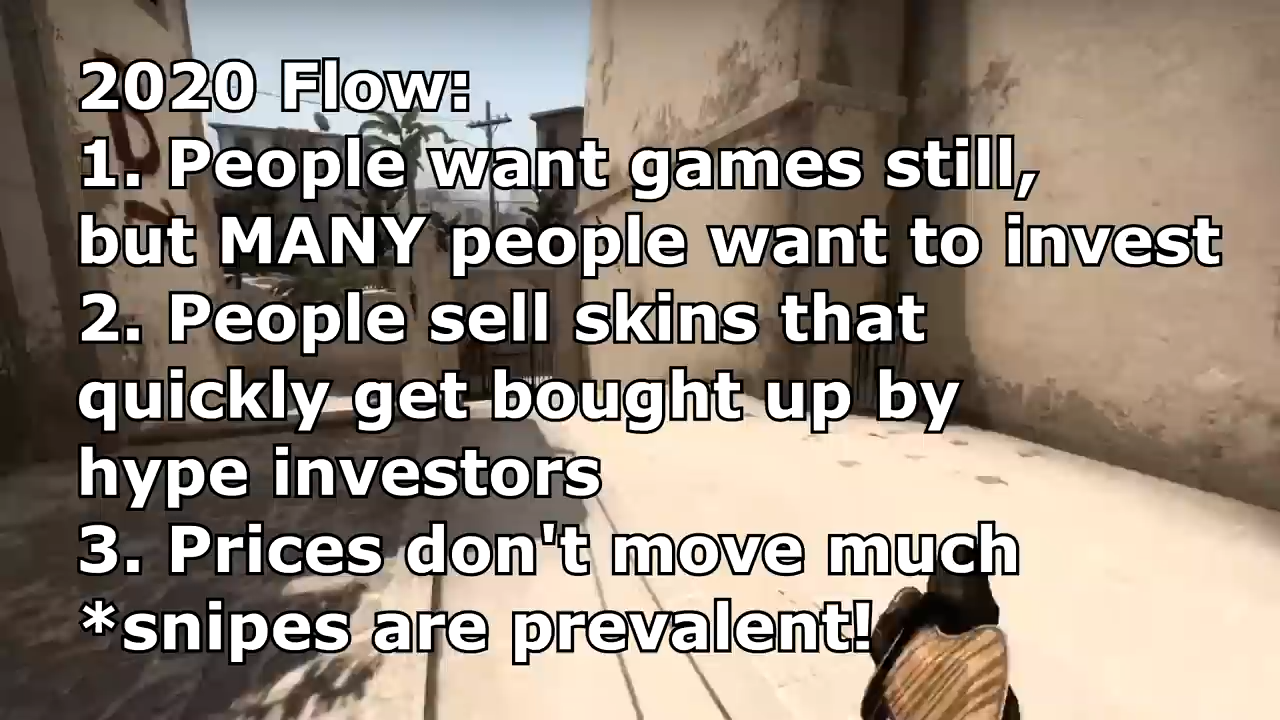 2020 Flow:
1. People want games still,
but MANY people want to invest
2. People sell skins that
quickly get bought up by
hype investors
3. Prices don't move much
*snipes are prevalent!